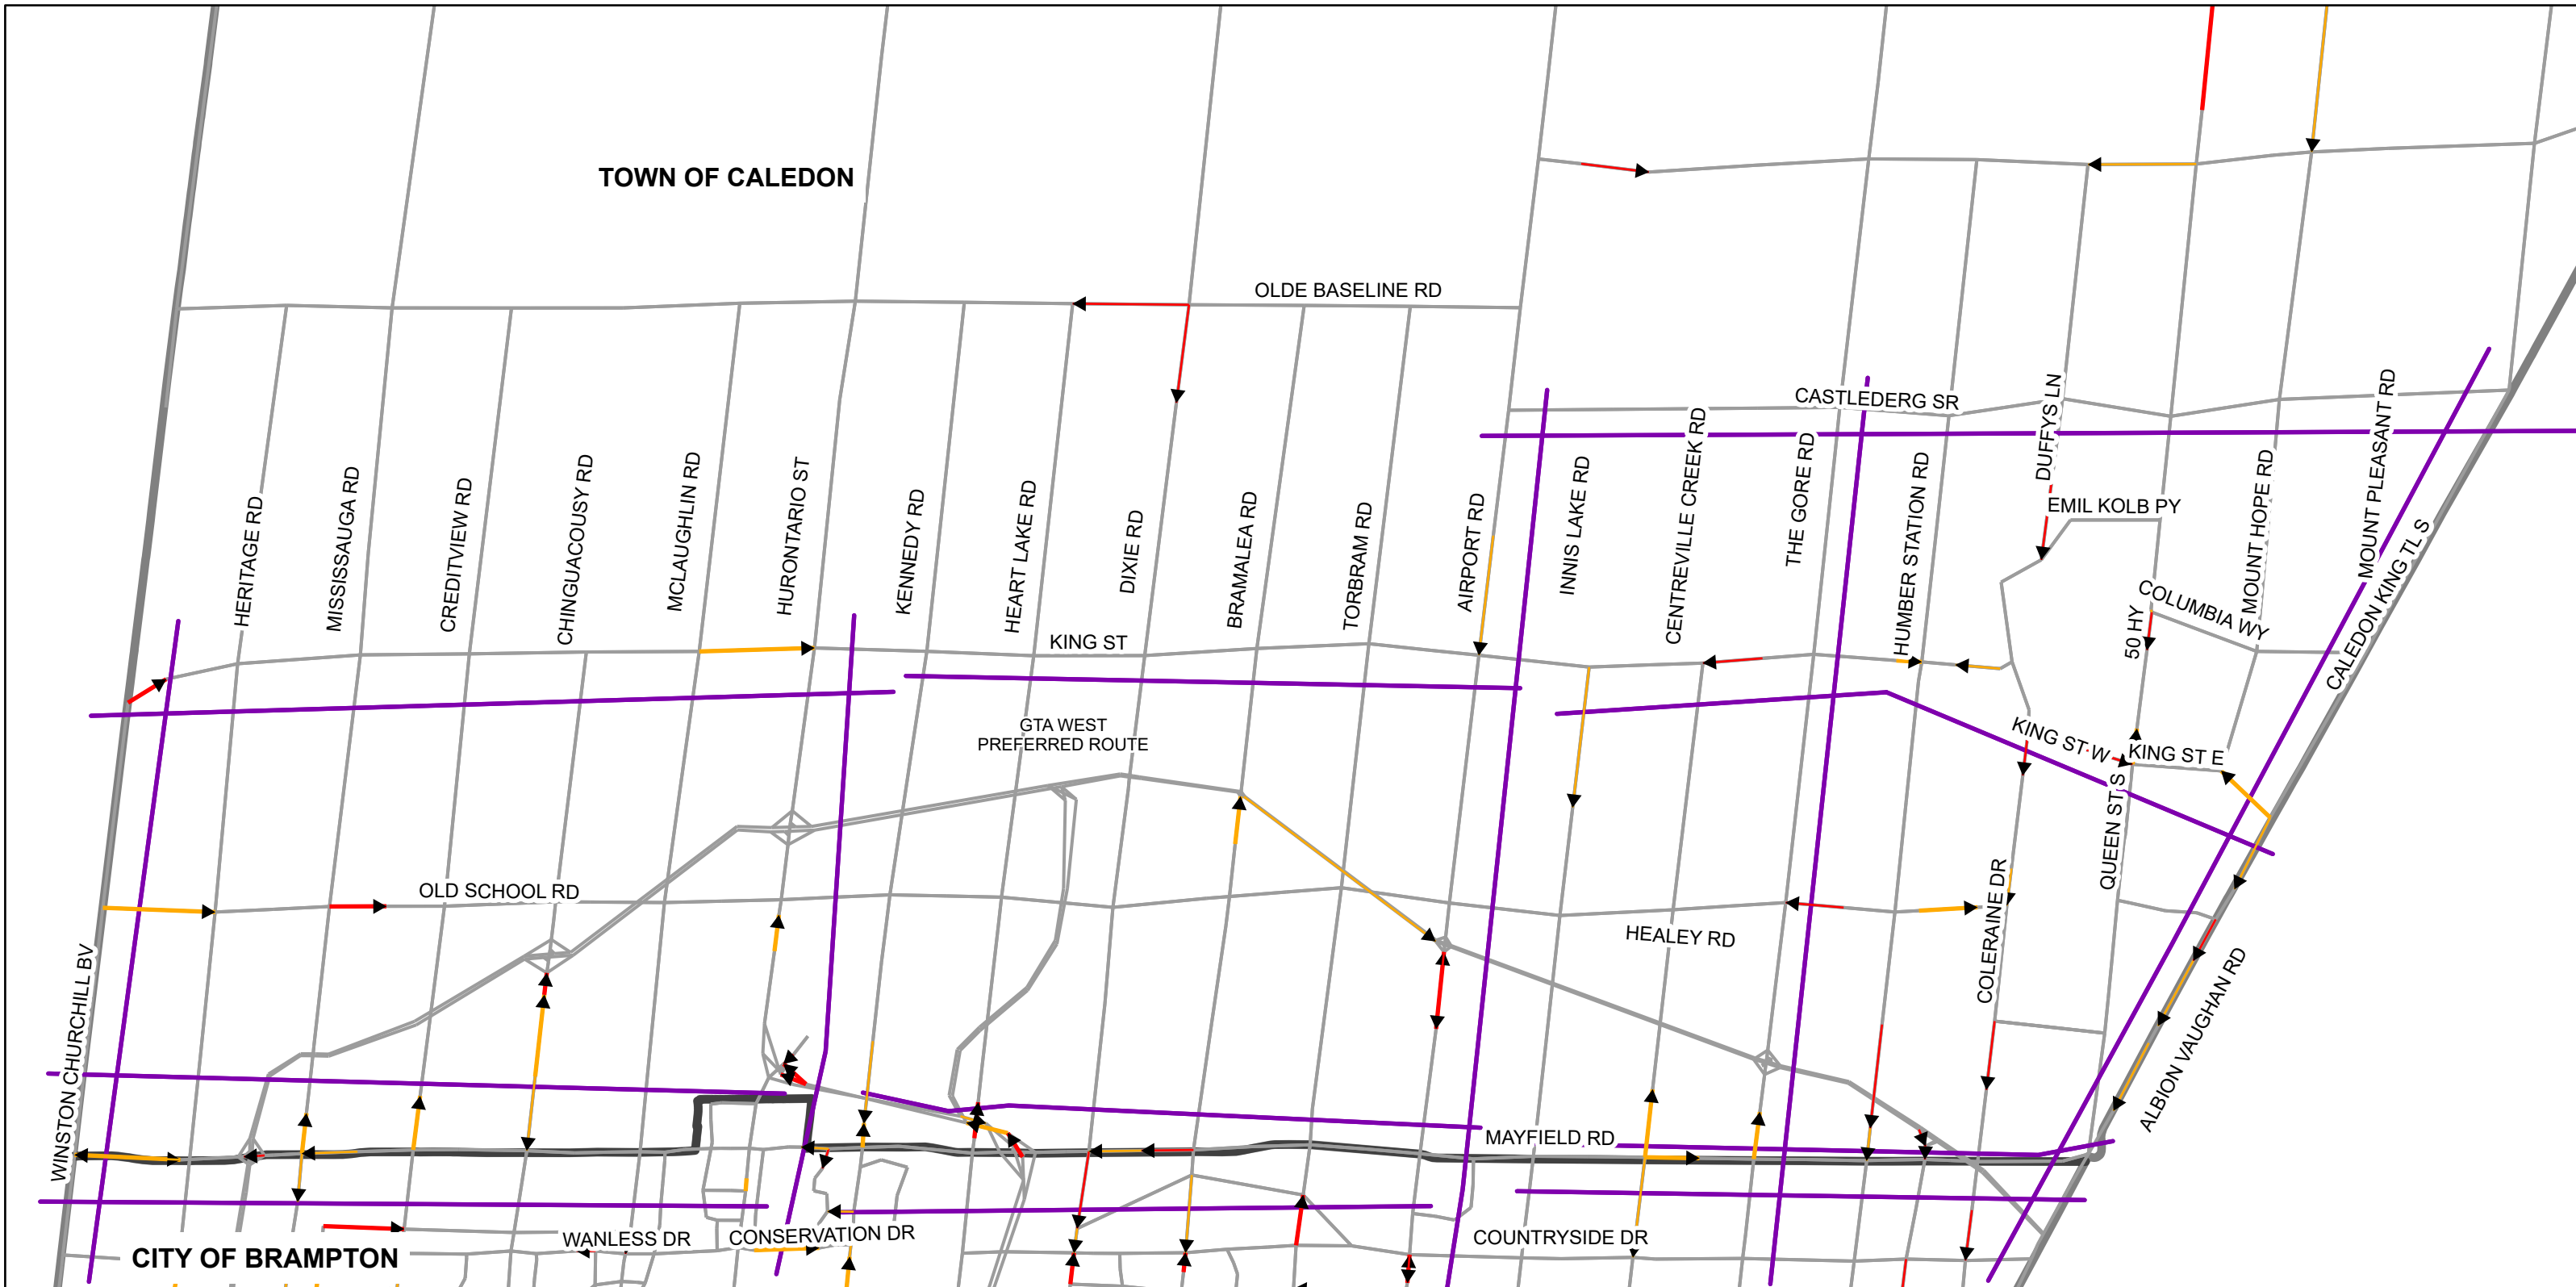 TOWN OF CALEDON
OLDE BASELINE RD
CASTLEDERG SR
HERITAGE RD
MISSISSAUGA RD
CREDITVIEW RD
CHINGUACOUSY RD
MCLAUGHLIN RD
HURONTARIO ST
KENNEDY RD
HEART LAKE RD
DIXIE RD
BRAMALEA RD
TORBRAM RD
AIRPORT RD
INNIS LAKE RD
CENTREVILLE CREEK RD
THE GORE RD
HUMBER STATION RD
DUFFYS LN
EMIL KOLB PY
MOUNT HOPE RD
MOUNT PLEASANT RD
COLUMBIA WY
50 HY
CALEDON KING TL S
KING ST
GTA WEST
PREFERRED ROUTE
KING ST W
KING ST E
QUEEN ST S
OLD SCHOOL RD
HEALEY RD
COLERAINE DR
WINSTON CHURCHILL BV
ALBION VAUGHAN RD
MAYFIELD RD
WANLESS DR
CONSERVATION DR
COUNTRYSIDE DR
CITY OF BRAMPTON